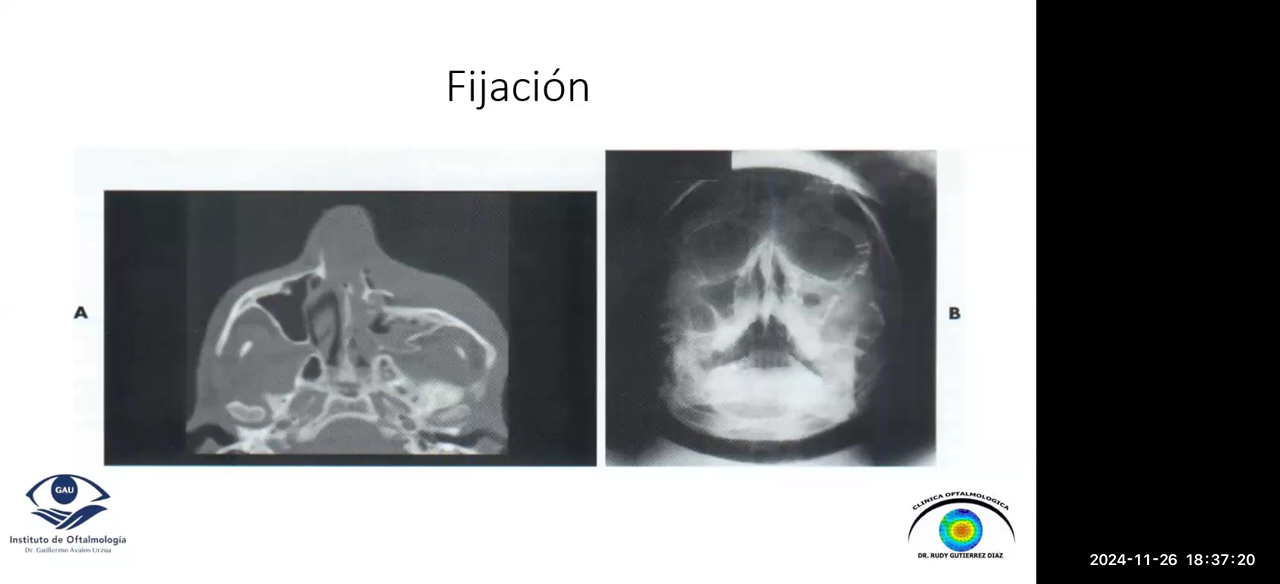 Fijación
A
B
GAU
Instituto de Oftalmología
Dr. Guillermo Avalos Urzua
CLINICA OFTALMOLOGICA
DR. RUDY GUTIERREZ DIAZ
2024-11-26 18:37:20